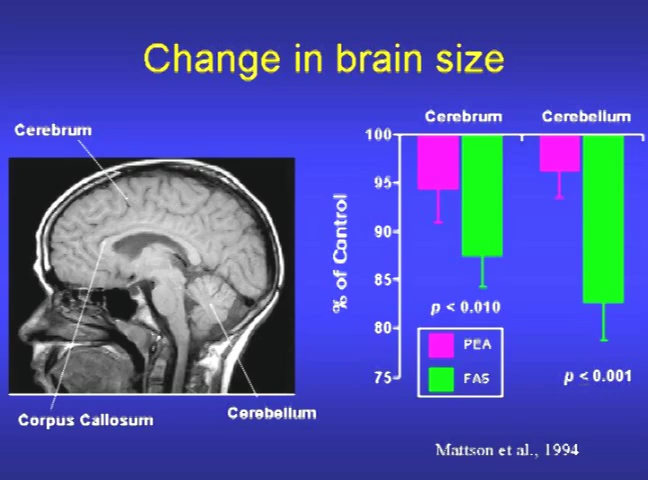 Change in brain size
Cerebrum
Corpus Callosum
Cerebellum
Cerebrum Cerebellum
% of Control
100
95
90
85
80
75
p < 0.010
p < 0.001
PEA
FAS
Mattson et al., 1994